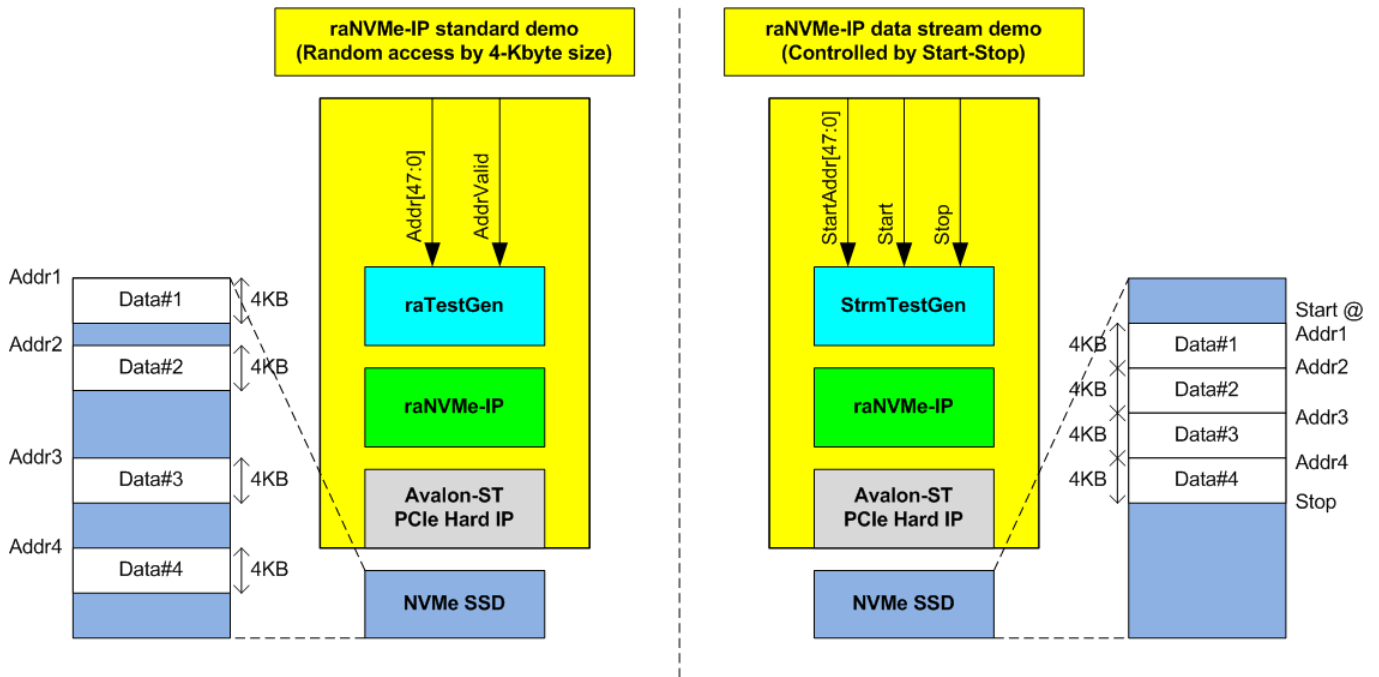 raNVMe-IP standard demo
(Random access by 4-Kbyte size)
Addr[47:0]
AddrValid
raTestGen
raNVMe-IP
Avalon-ST
PCIe Hard IP
NVMe SSD
Addr1
Data#1
4KB
Addr2
Data#2
4KB
Addr3
Data#3
4KB
Addr4
Data#4
4KB
raNVMe-IP data stream demo
(Controlled by Start-Stop)
StartAddr[47:0]
Start
Stop
StrmTestGen
raNVMe-IP
Avalon-ST
PCIe Hard IP
NVMe SSD
Start @
Addr1
4KB
Data#1
Addr2
4KB
Data#2
Addr3
4KB
Data#3
Addr4
4KB
Data#4
Stop